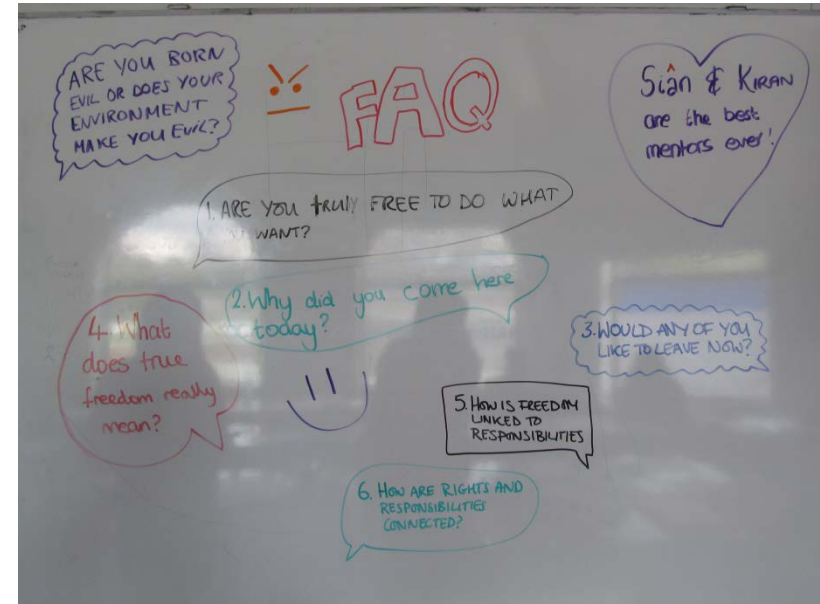 ARE YOU BORN
EVIL OR DOES YOUR
ENVIRONMENT
MAKE YOU EVIL?
FAQ
Siân & KIRAN
are the best
mentors ever!
1. ARE YOU truly FREE TO DO WHAT
WANT?
2. Why did you come here
today?
3. WOULD ANY OF YOU
LIKE TO LEAVE NOW?
4. What
does true
freedom really
mean?
5. HOW IS FREEDOM
LINKED TO
RESPONSIBILITIES
6. HOW ARE RIGHTS AND
RESPONSIBILITIES
CONNECTED?